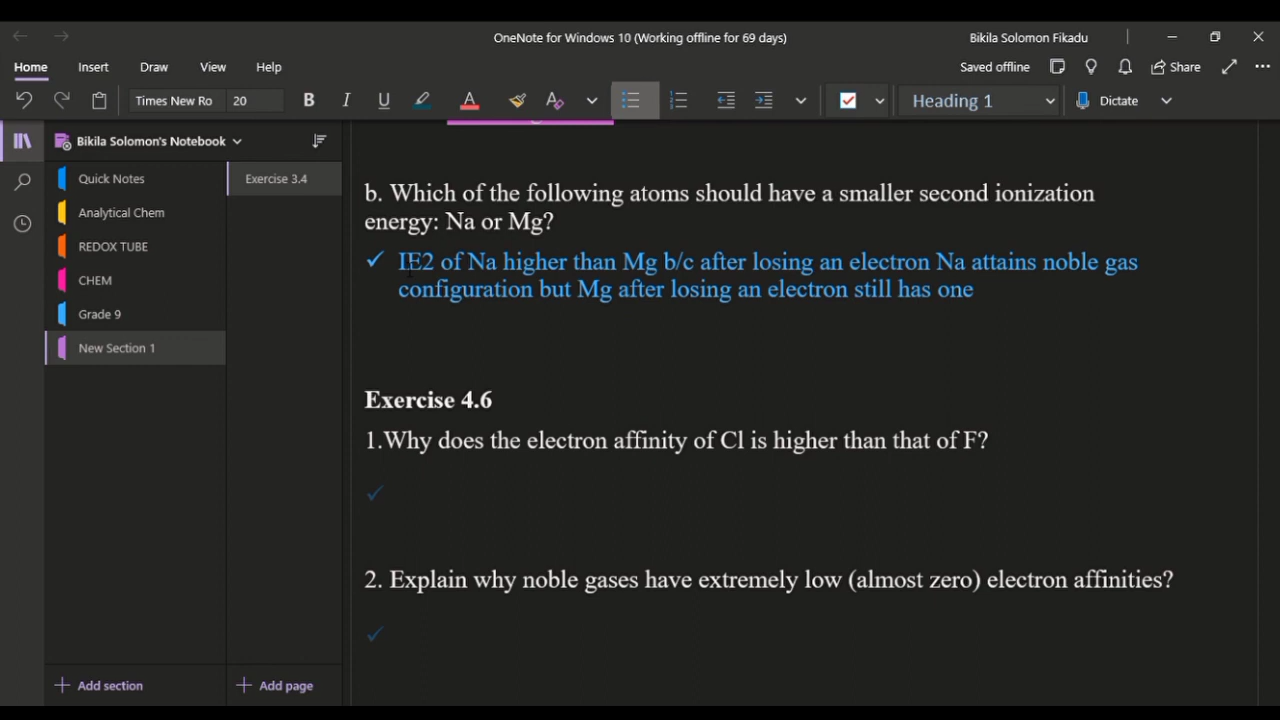 OneNote for Windows 10 (Working offline for 69 days)
Bikila Solomon Fikadu
Home Insert Draw View Help
Saved offline
Share
Times New Ro 20
B I U A
Heading 1
Dictate
Bikila Solomon's Notebook
Quick Notes
Analytical Chem
REDOX TUBE
CHEM
Grade 9
New Section 1
Add section
Exercise 3.4
Add page
b. Which of the following atoms should have a smaller second ionization
energy: Na or Mg?
✓ IE2 of Na higher than Mg b/c after losing an electron Na attains noble gas
configuration but Mg after losing an electron still has one
Exercise 4.6
1.Why does the electron affinity of Cl is higher than that of F?
✓
2. Explain why noble gases have extremely low (almost zero) electron affinities?
✓